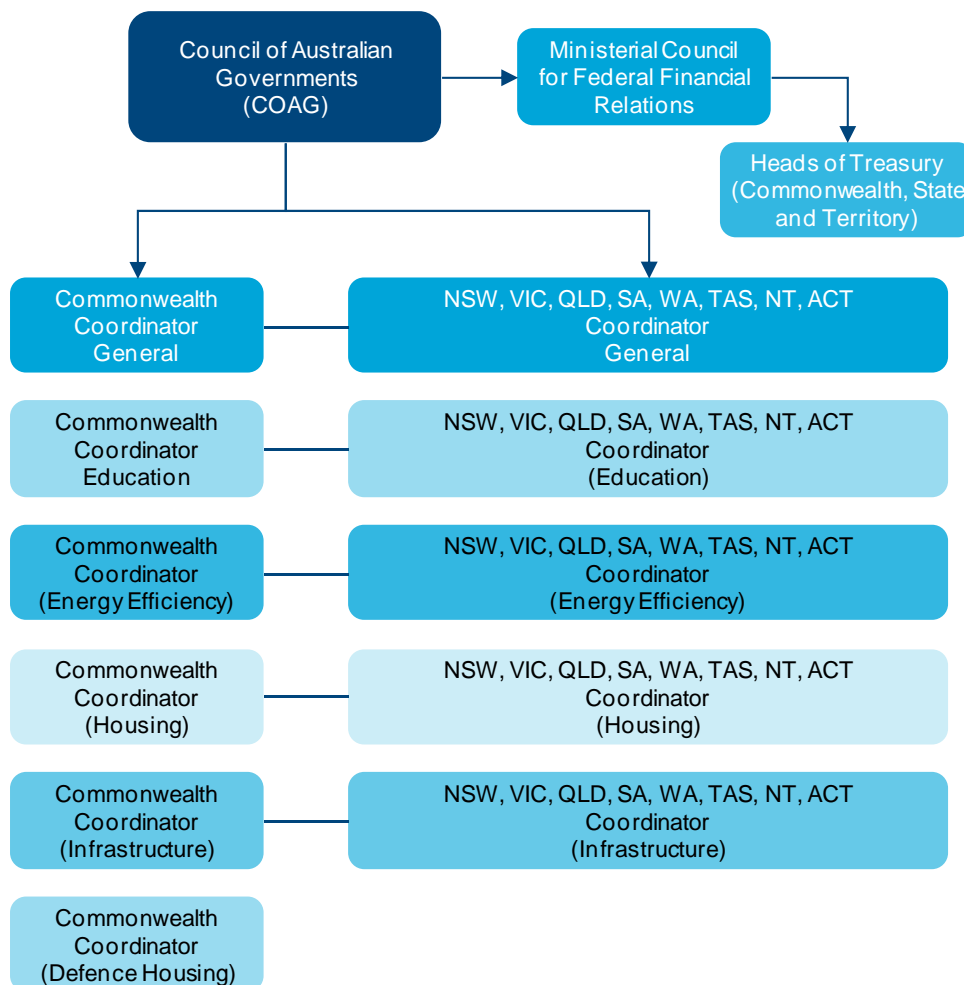 Council of Australian
Governments
(COAG)
Ministerial Council
for Federal Financial
Relations
Heads of Treasury
(Commonwealth, State
and Territory)
Commonwealth
Coordinator
General
NSW, VIC, QLD, SA, WA, TAS, NT, ACT
Coordinator
General
Commonwealth
Coordinator
Education
NSW, VIC, QLD, SA, WA, TAS, NT, ACT
Coordinator
(Education)
Commonwealth
Coordinator
(Energy Efficiency)
NSW, VIC, QLD, SA, WA, TAS, NT, ACT
Coordinator
(Energy Efficiency)
Commonwealth
Coordinator
(Housing)
NSW, VIC, QLD, SA, WA, TAS, NT, ACT
Coordinator
(Housing)
Commonwealth
Coordinator
(Infrastructure)
NSW, VIC, QLD, SA, WA, TAS, NT, ACT
Coordinator
(Infrastructure)
Commonwealth
Coordinator
(Defence Housing)